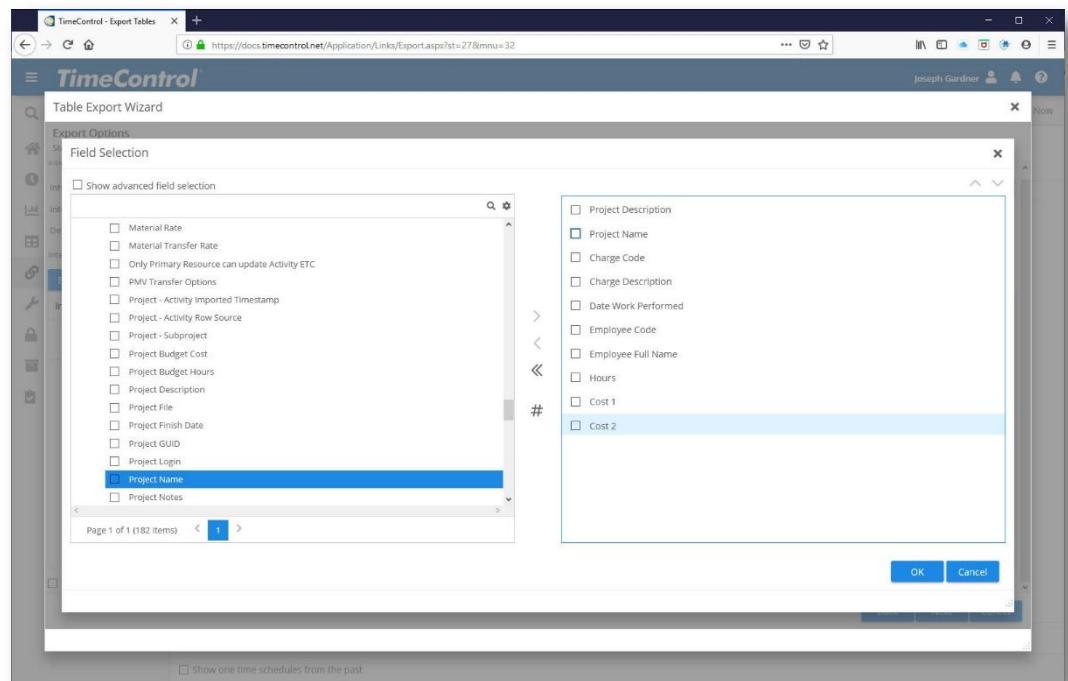 TimeControl - Export Tables
https://docs.timecontrol.net/Application/Links/Export.aspx?st=27&mnu=32
TimeControl
Joseph Gardner
Table Export Wizard
Now
Export Options
Field Selection
Show advanced field selection
Material Rate
Material Transfer Rate
Only Primary Resource can update Activity ETC
PMV Transfer Options
Project - Activity Imported Timestamp
Project - Activity Row Source
Project - Subproject
Project Budget Cost
Project Budget Hours
Project Description
Project File
Project Finish Date
Project GUID
Project Login
Project Name
Project Notes
Page 1 of 1 (182 items) < 1 >
Project Description
Project Name
Charge Code
Charge Description
Date Work Performed
Employee Code
Employee Full Name
Hours
Cost 1
Cost 2
#
OK Cancel
Show one time schedules from the past